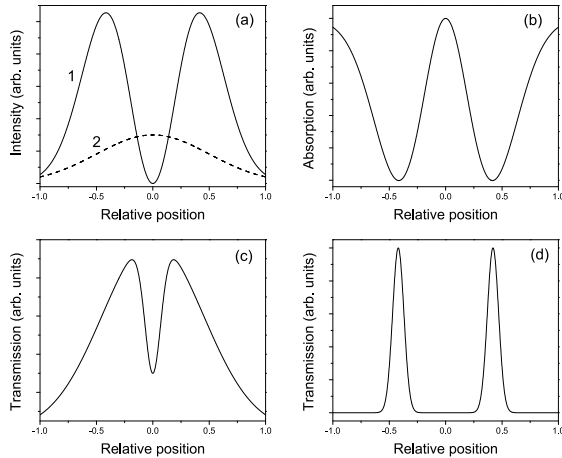 (a)
1
2
Intensity (arb. units)
-1.0 -0.5 0.0 0.5 1.0
Relative position
(b)
Absorption (arb. units)
-1.0 -0.5 0.0 0.5 1.0
Relative position
(c)
Transmission (arb. units)
-1.0 -0.5 0.0 0.5 1.0
Relative position
(d)
Transmission (arb. units)
-1.0 -0.5 0.0 0.5 1.0
Relative position